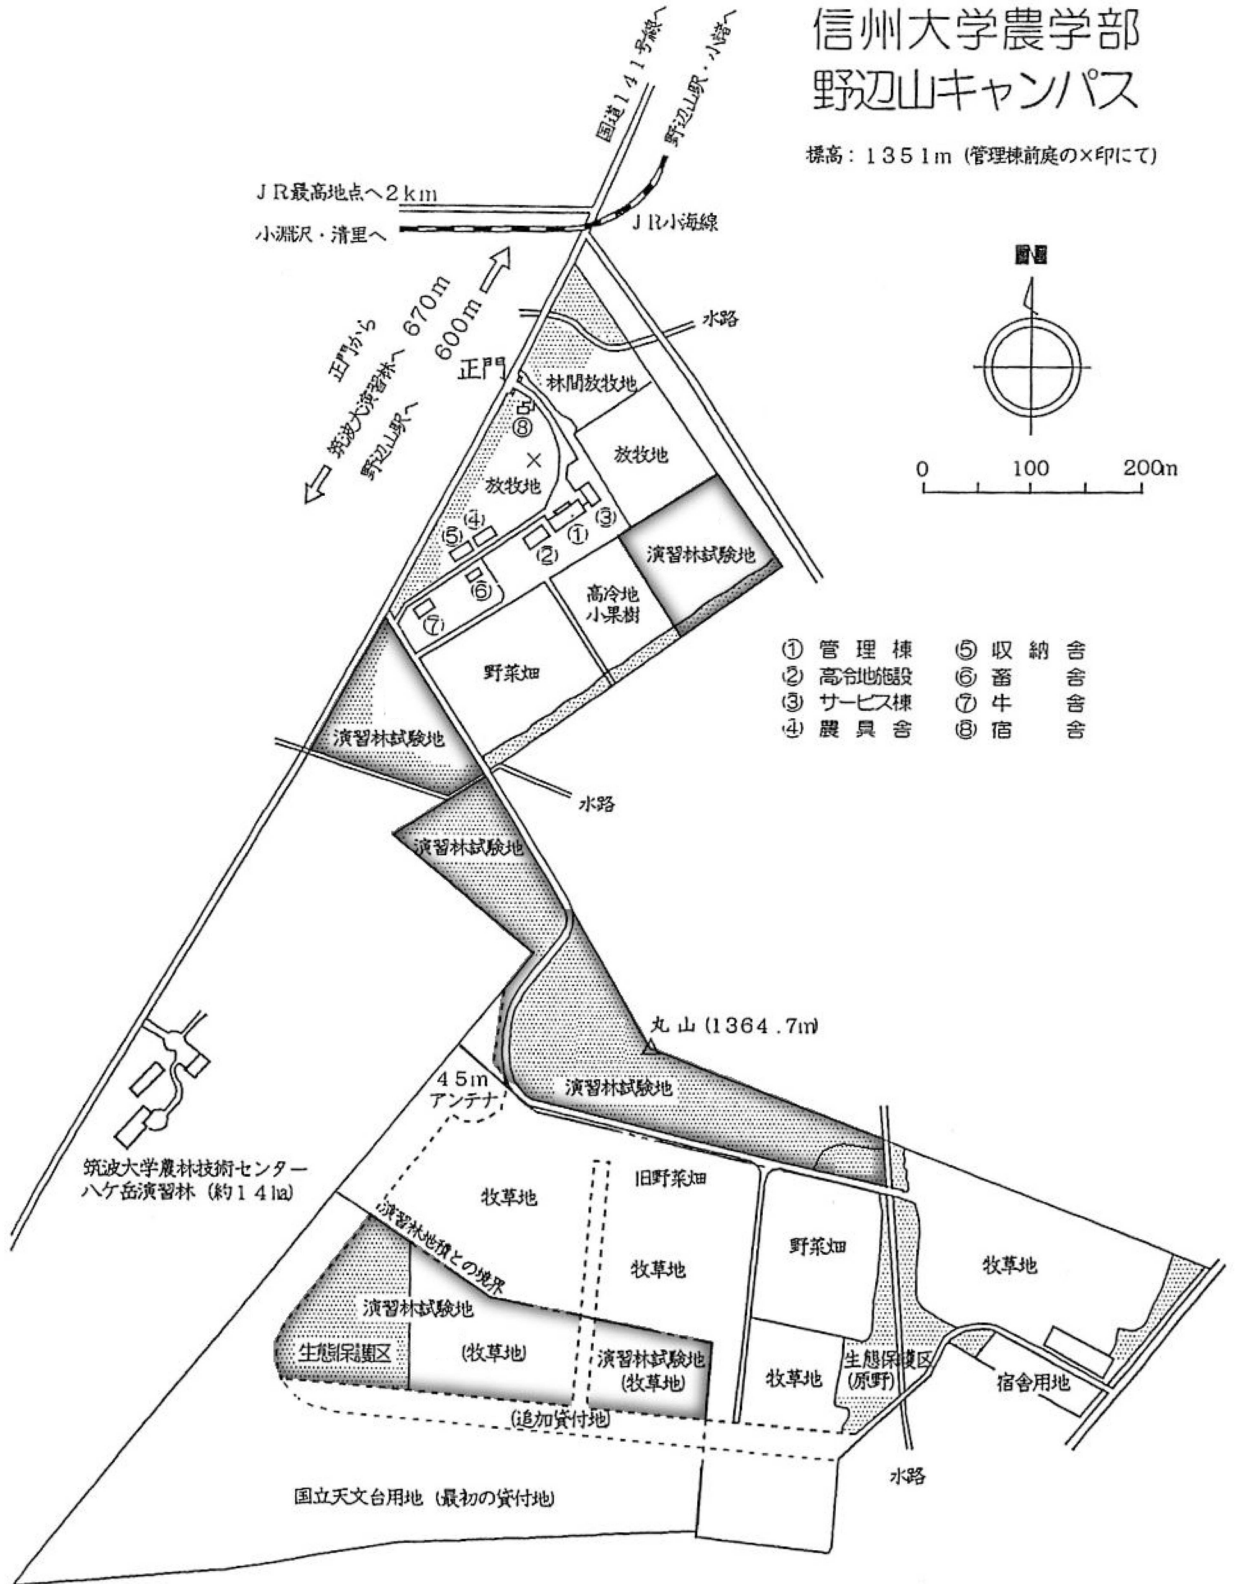 信州大学農学部
野辺山キャンパス
標高：1351m (管理棟前庭の×印にて)
国道141号線へ
野辺山駅・小諸へ
JR最高地点へ2km
小淵沢・清里へ
JR小海線
正門から
筑波大演習林へ 670m
野辺山駅へ 600m
正門
水路
林間放牧地
⑧
放牧地
放牧地
0 100 200m
③
①
②
④
⑤
⑥
⑦
演習林試験地
高冷地
小果樹
野菜畑
① 管理棟
② 高冷地施設
③ サービス棟
④ 農具舎
⑤ 収納舎
⑥ 畜舎
⑦ 牛舎
⑧ 宿舎
演習林試験地
水路
演習林試験地
丸山 (1364.7m)
演習林試験地
45m
アンテナ
筑波大学農林技術センター
八ケ岳演習林 (約14ha)
牧草地
旧野菜畑
演習林地積との境界
牧草地
野菜畑
牧草地
演習林試験地
生態保護区
(牧草地)
演習林試験地
(牧草地)
牧草地
生態保護区
(原野)
宿舎用地
(追加貸付地)
水路
国立天文台用地 (最初の貸付地)